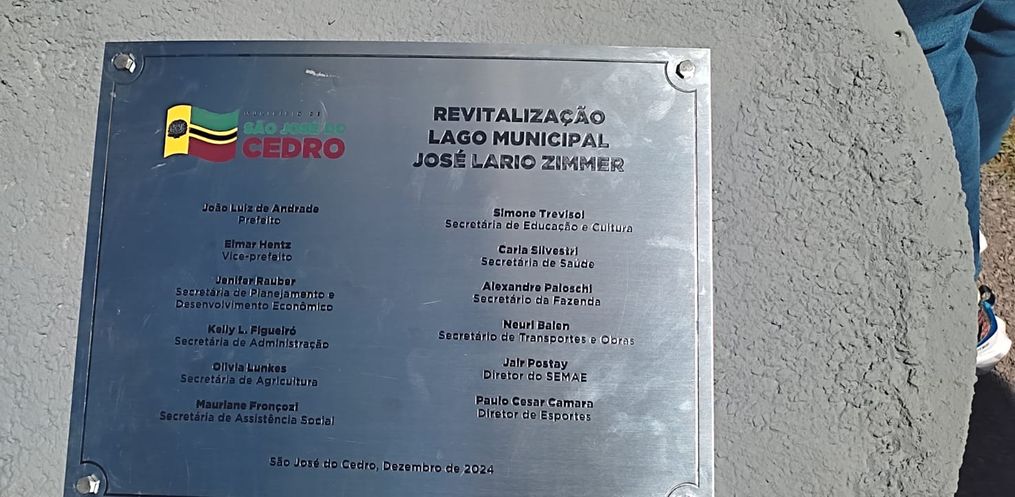 MUNICÍPIO DE
SÃO JOSÉ DO
CEDRO
REVITALIZAÇÃO
LAGO MUNICIPAL
JOSÉ LARIO ZIMMER
João Luiz de Andrade
Prefeito
Elmar Hentz
Vice-prefeito
Jenifer Rauber
Secretária de Planejamento e
Desenvolvimento Econômico
Kelly L. Figueiró
Secretária de Administração
Olivia Lunkes
Secretária de Agricultura
Mauriane Fronçozi
Secretária de Assistência Social
Simone Trevisol
Secretária de Educação e Cultura
Carla Silvestri
Secretária de Saúde
Alexandre Paloschi
Secretário da Fazenda
Neuri Balen
Secretário de Transportes e Obras
Jair Postay
Diretor do SEMAE
Paulo Cesar Camara
Diretor de Esportes
São José do Cedro, Dezembro de 2024